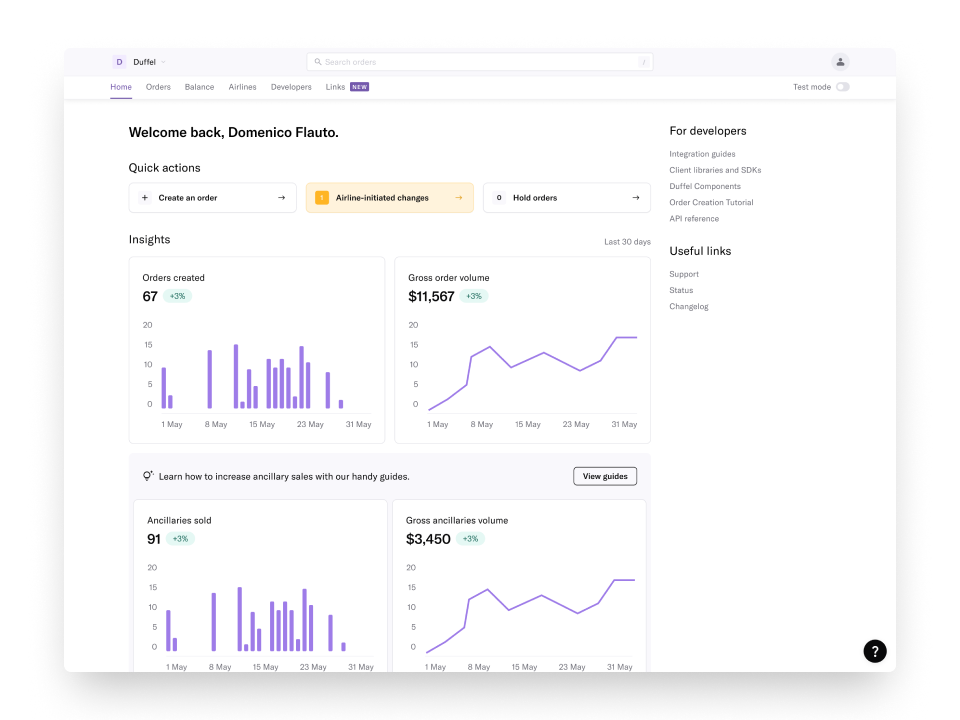 D Duffel
Search orders /
Home Orders Balance Airlines Developers Links NEW Test mode
Welcome back, Domenico Flauto.
Quick actions
+ Create an order →
1 Airline-initiated changes →
0 Hold orders →
Insights Last 30 days
Orders created
67 +3%
20
15
10
5
0
1 May 8 May 15 May 23 May 31 May
Gross order volume
$11,567 +3%
20
15
10
5
0
1 May 8 May 15 May 23 May 31 May
Learn how to increase ancillary sales with our handy guides. View guides
Ancillaries sold
91 +3%
20
15
10
5
0
1 May 8 May 15 May 23 May 31 May
Gross ancillaries volume
$3,450 +3%
20
15
10
5
0
1 May 8 May 15 May 23 May 31 May
For developers
Integration guides
Client libraries and SDKs
Duffel Components
Order Creation Tutorial
API reference
Useful links
Support
Status
Changelog
?